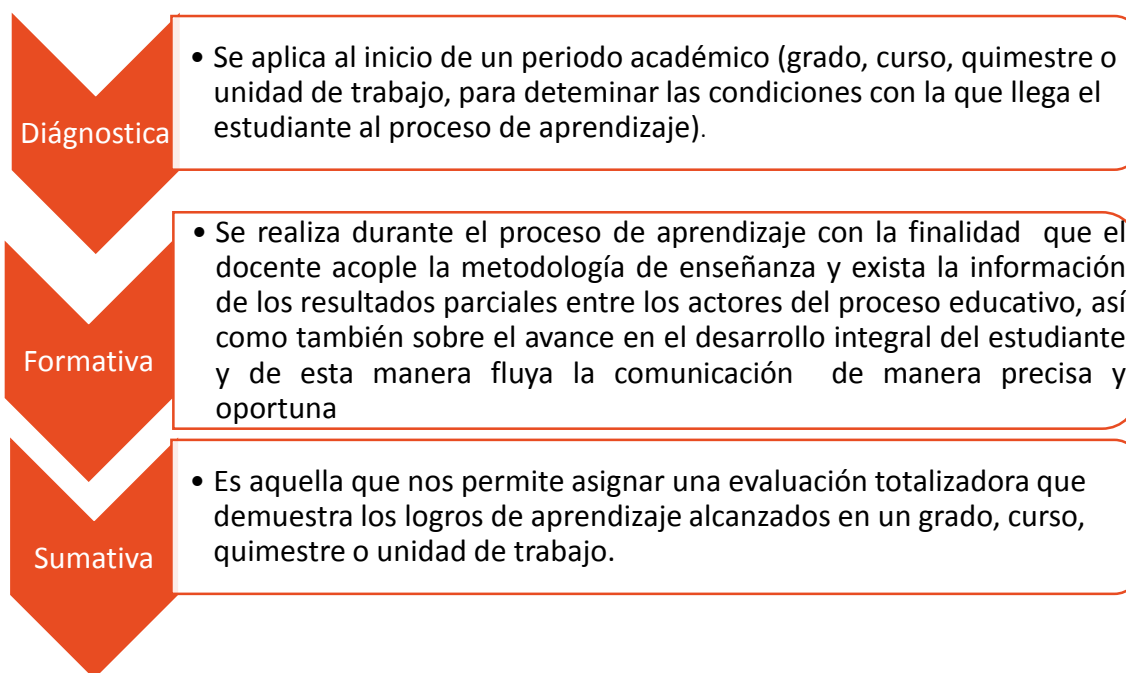 Diágnostica
• Se aplica al inicio de un periodo académico (grado, curso, quimestre o
unidad de trabajo, para deteminar las condiciones con la que llega el
estudiante al proceso de aprendizaje).
Formativa
• Se realiza durante el proceso de aprendizaje con la finalidad que el
docente acople la metodología de enseñanza y exista la información
de los resultados parciales entre los actores del proceso educativo, así
como también sobre el avance en el desarrollo integral del estudiante
y de esta manera fluya la comunicación de manera precisa y
oportuna
Sumativa
• Es aquella que nos permite asignar una evaluación totalizadora que
demuestra los logros de aprendizaje alcanzados en un grado, curso,
quimestre o unidad de trabajo.